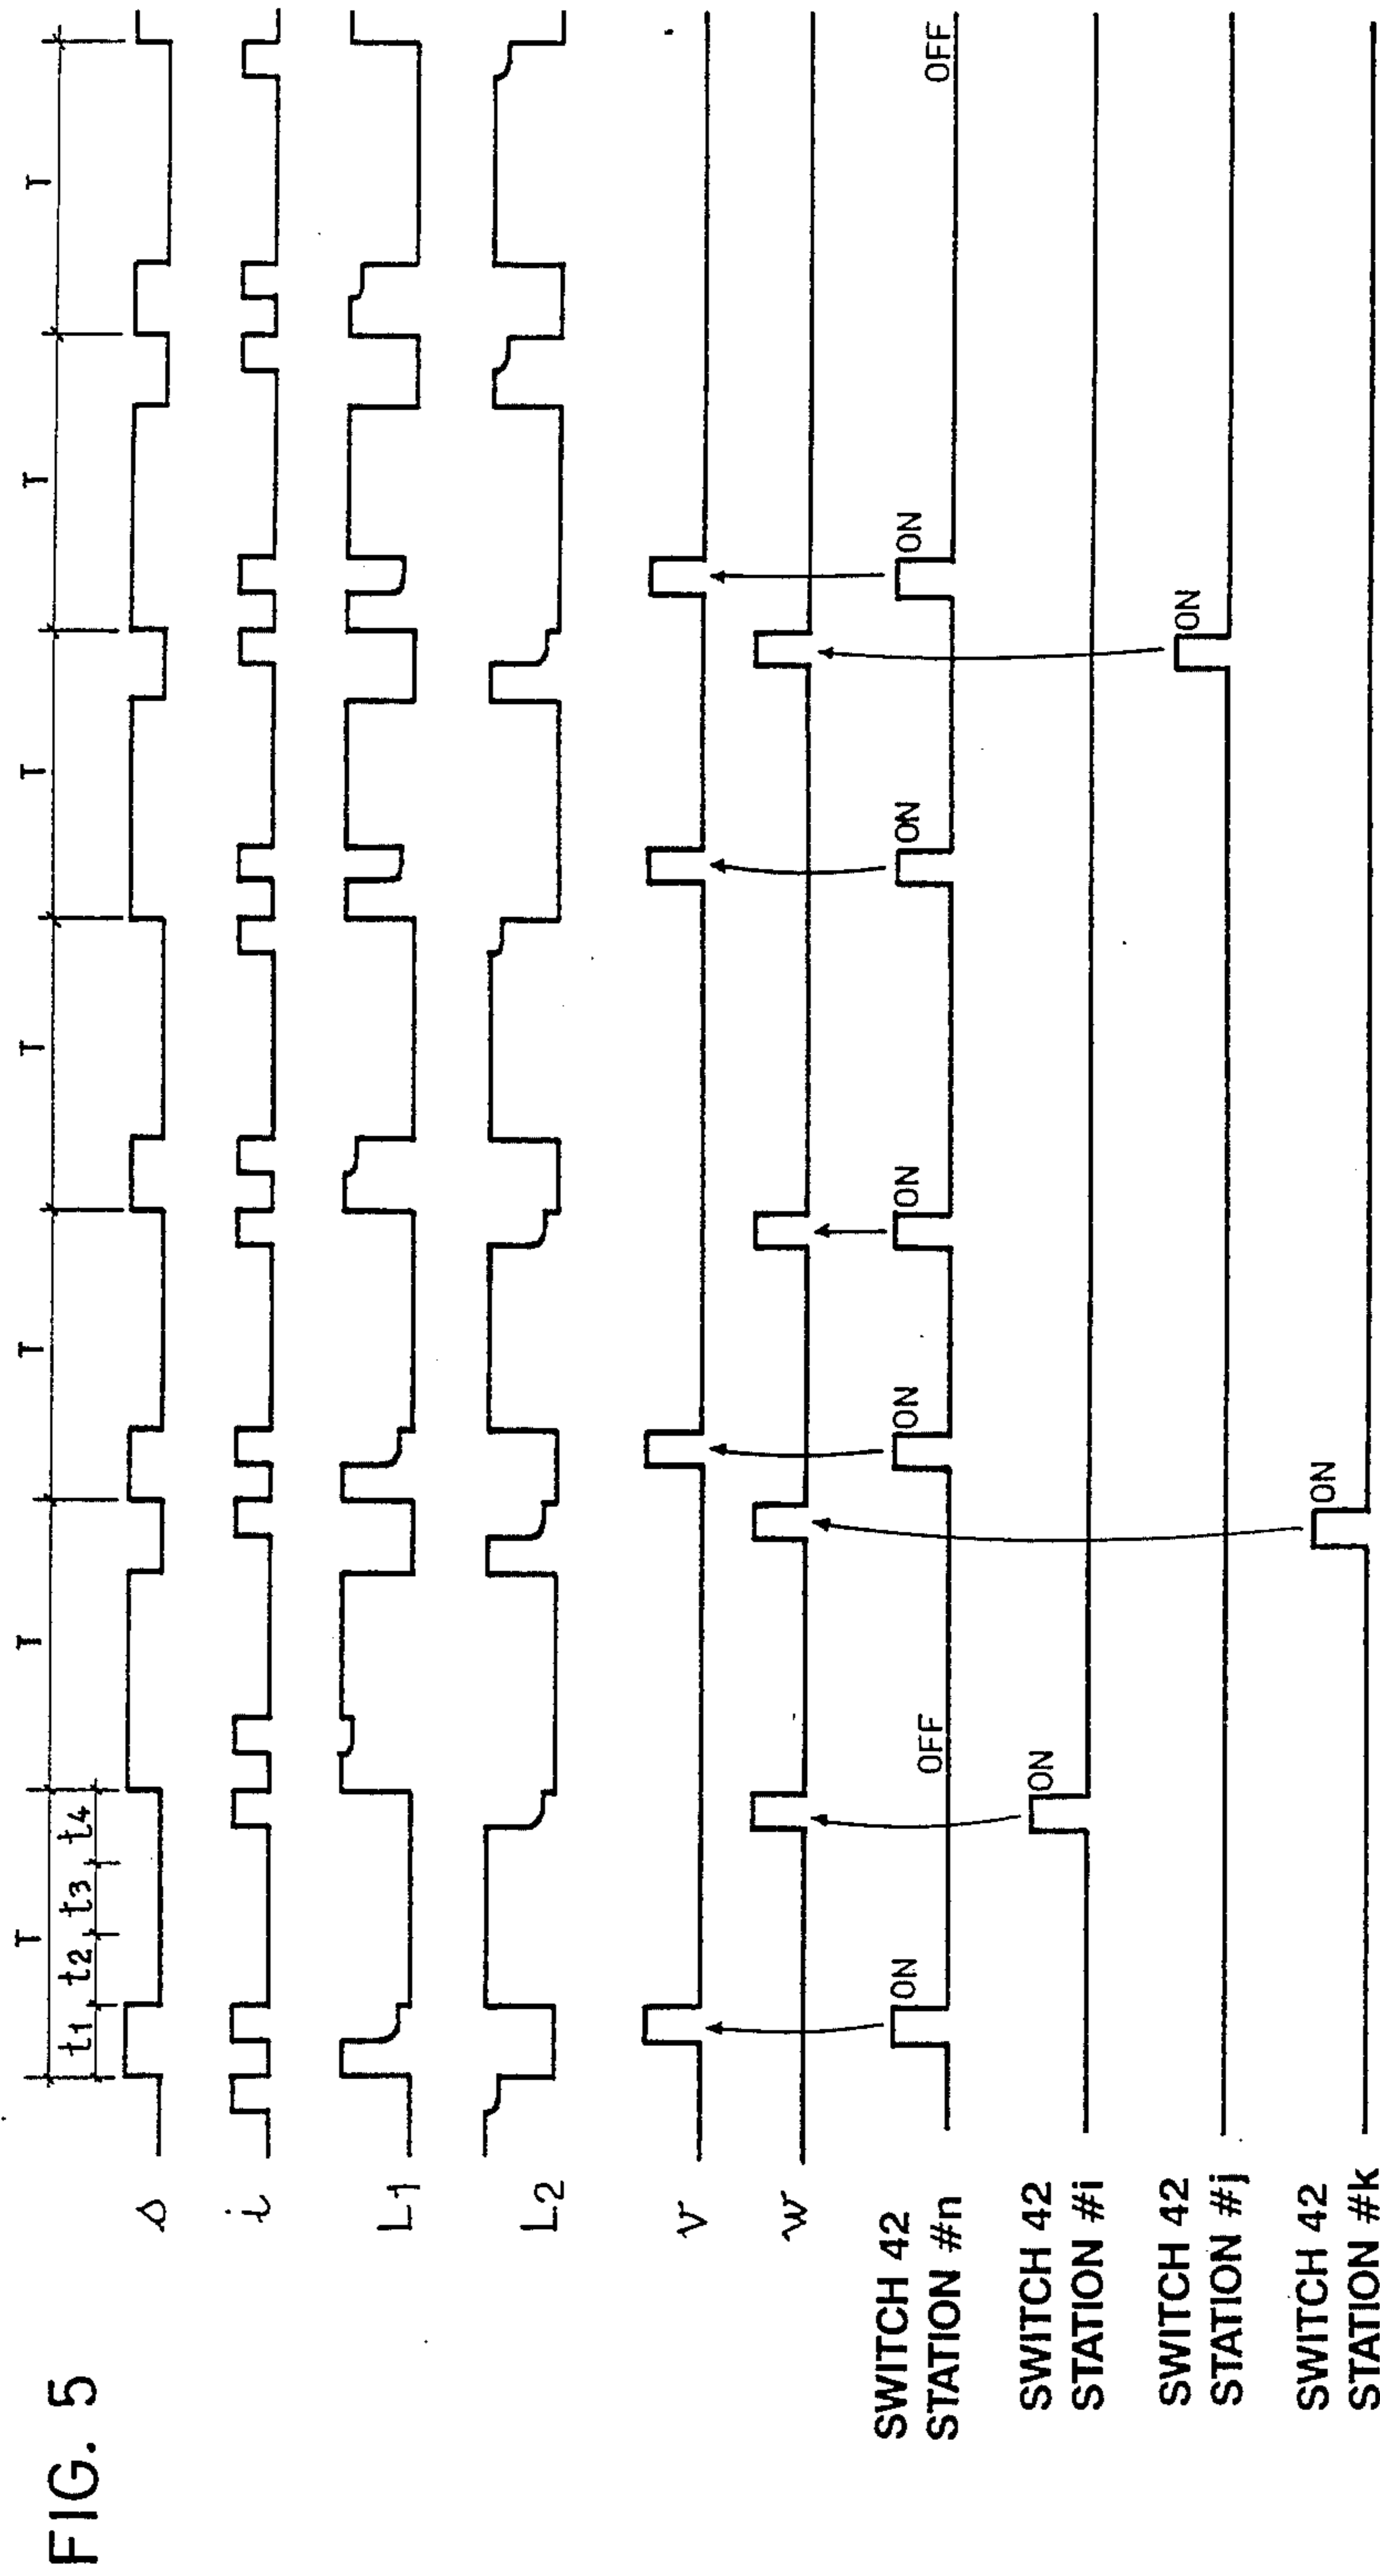 FIG. 5
T T T T T T T
t1 t2 t3 t4
s
i
L1
L2
v
w
SWITCH 42
STATION #n
ON OFF ON ON ON ON OFF
SWITCH 42
STATION #i
ON
SWITCH 42
STATION #j
ON
SWITCH 42
STATION #k
ON